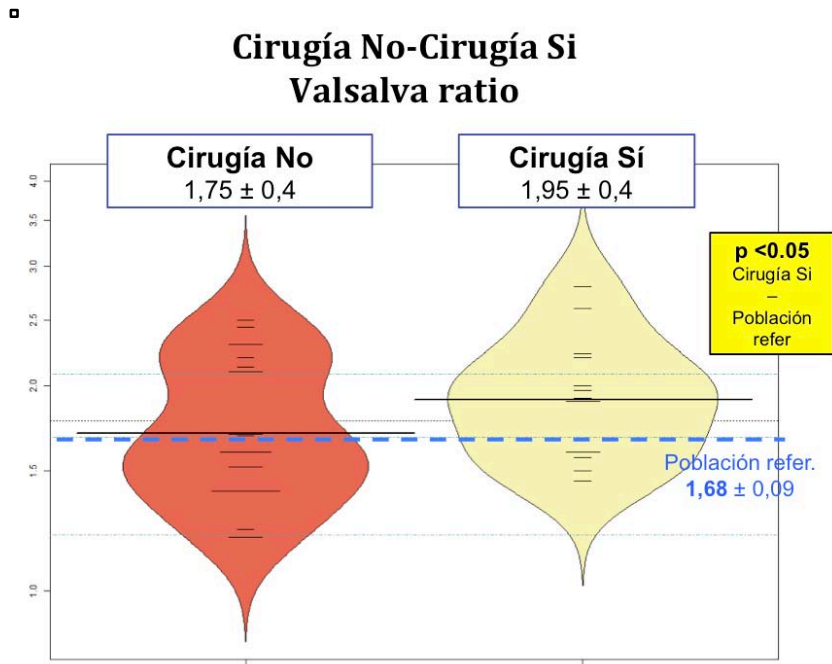 Cirugía No-Cirugía Si
Valsalva ratio
Cirugía No
1,75 ± 0,4
Cirugía Sí
1,95 ± 0,4
p <0.05
Cirugía Si
–
Población
refer
Población refer.
1,68 ± 0,09
4.0
3.5
3.0
2.5
2.0
1.5
1.0